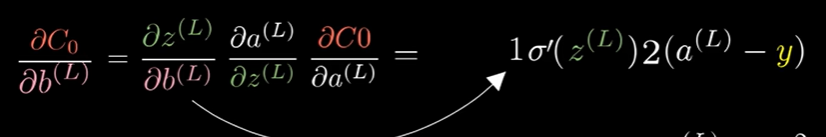 ∂C₀/∂b^(L) = ∂z^(L)/∂b^(L) ∂a^(L)/∂z^(L) ∂C0/∂a^(L) = 1σ′(z^(L))2(a^(L) − y)